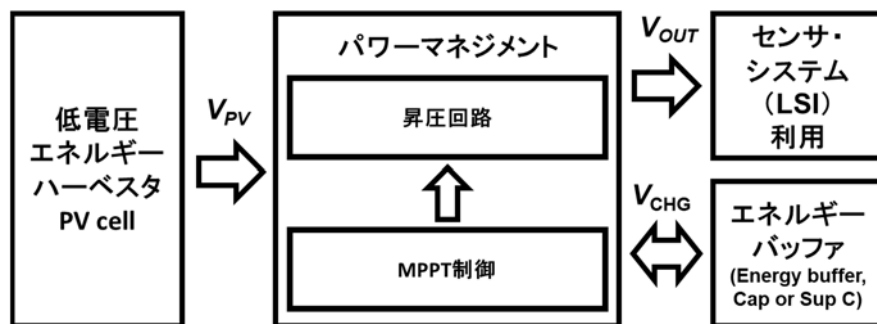 低電圧
エネルギー
ハーベスタ
PV cell
VPV
パワーマネジメント
昇圧回路
MPPT制御
VOUT
センサ・
システム
（LSI）
利用
VCHG
エネルギー
バッファ
(Energy buffer,
Cap or Sup C)